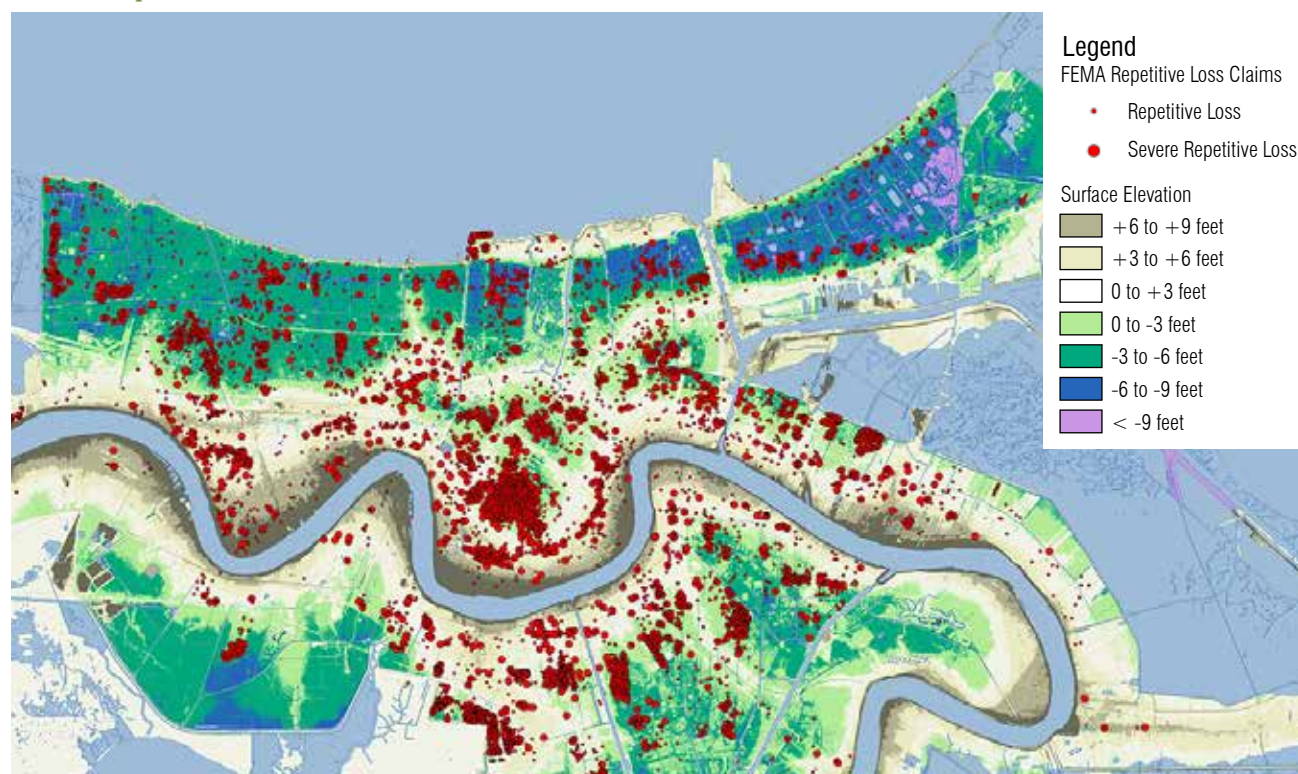 Legend
FEMA Repetitive Loss Claims
Repetitive Loss
Severe Repetitive Loss
Surface Elevation
+6 to +9 feet
+3 to +6 feet
0 to +3 feet
0 to -3 feet
-3 to -6 feet
-6 to -9 feet
< -9 feet